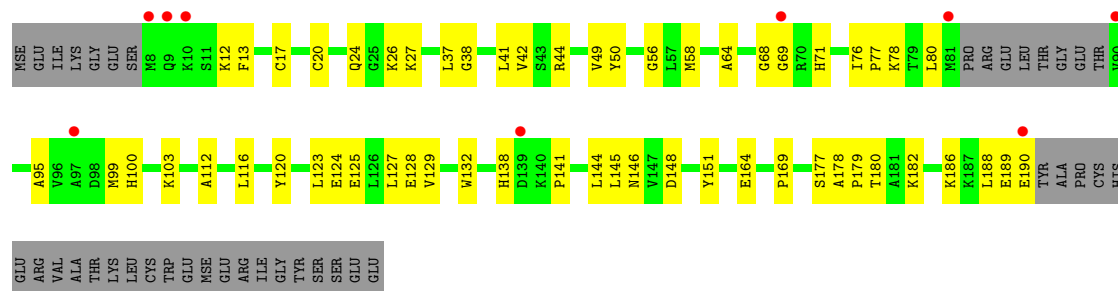 MSE GLU ILE LYS GLY GLU SER M8 Q9 K10 S11 K12 F13 C17 C20 Q24 G25 K26 K27 L37 G38 L41 V42 S43 R44 V49 Y50 G56 L57 M58 A64 G68 G69 R70 H71 I76 P77 K78 T79 L80 M81 PRO ARG GLU LEU THR GLY GLU THR V90
A95 V96 A97 D98 M99 H100 K103 A112 L116 Y120 L123 E124 E125 L126 L127 E128 V129 W132 H138 D139 K140 P141 L144 L145 N146 V147 D148 Y151 E164 P169 S177 A178 P179 T180 A181 K182 K186 K187 L188 E189 E190 TYR ALA PRO CYS HIS
GLU ARG VAL ALA THR LYS LEU CYS TRP GLU MSE GLU ARG ILE GLY TYR SER SER GLU GLU